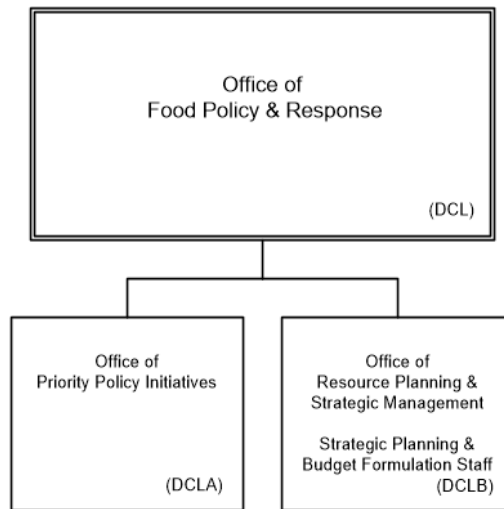 Office of
Food Policy & Response
(DCL)
Office of
Priority Policy Initiatives
(DCLA)
Office of
Resource Planning &
Strategic Management
Strategic Planning &
Budget Formulation Staff
(DCLB)